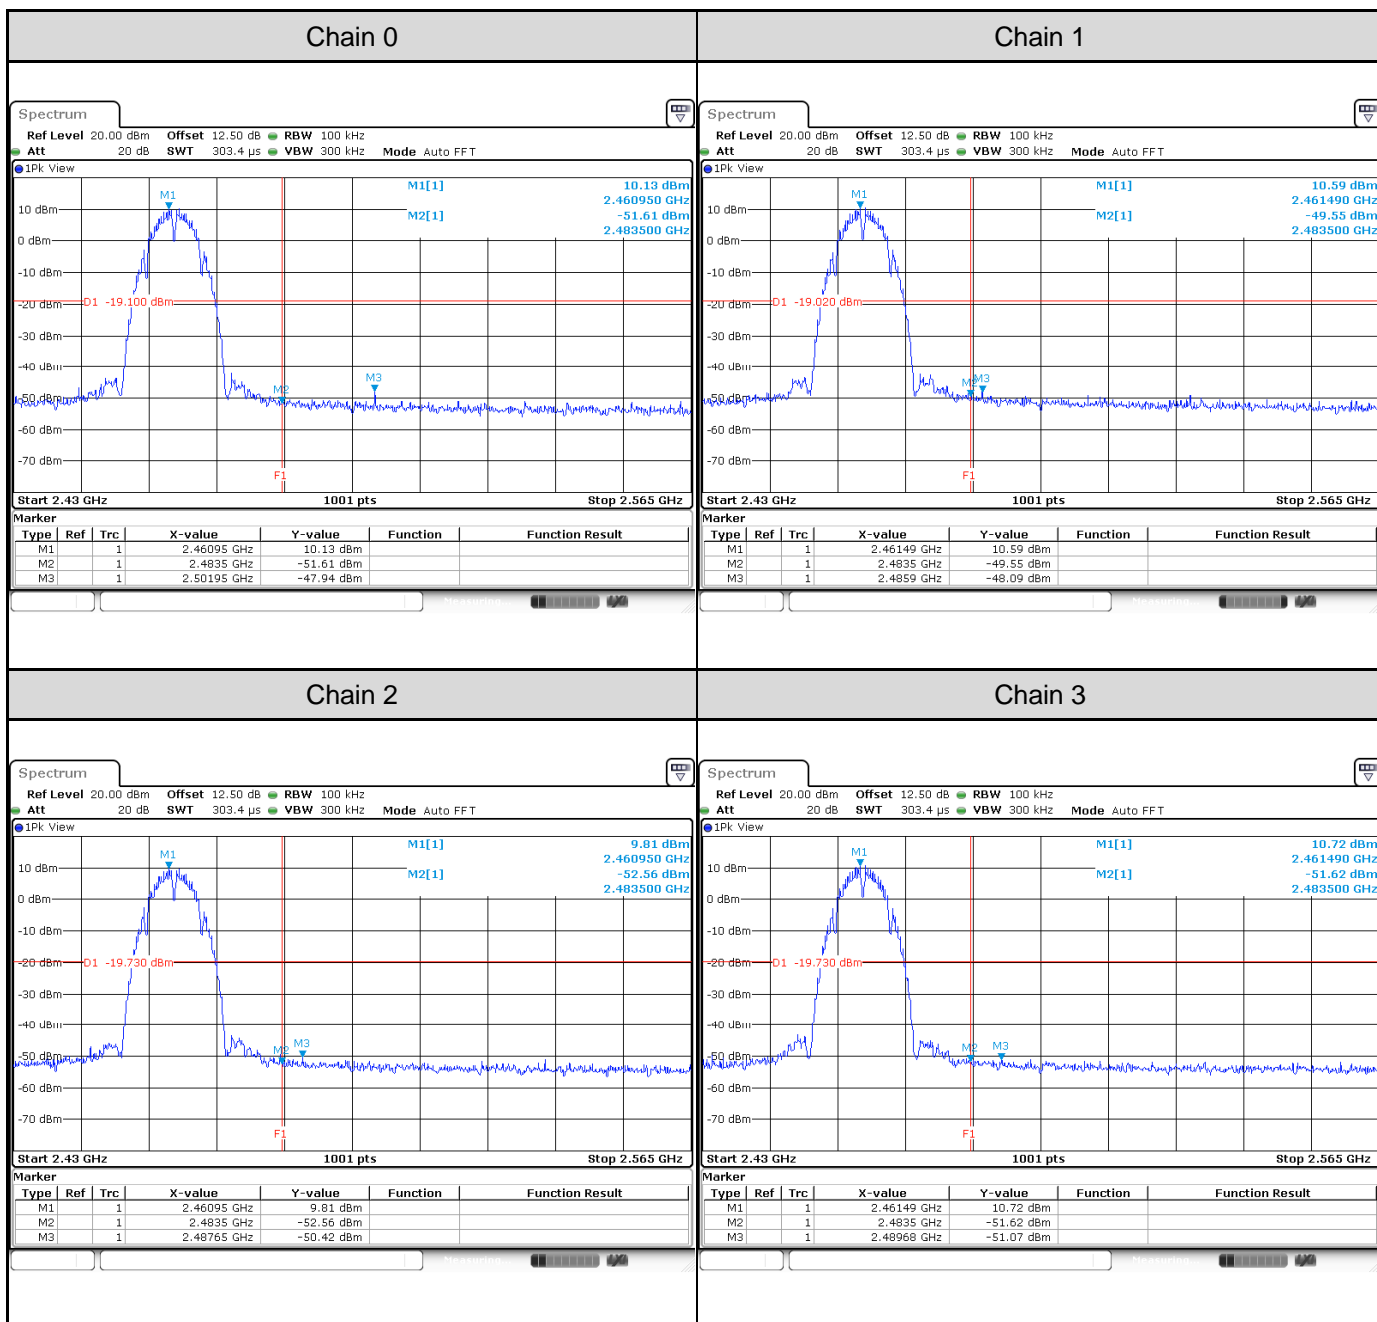 Chain 0
Chain 1
Spectrum
Ref Level 20.00 dBm Offset 12.50 dB RBW 100 kHz
Att 20 dB SWT 303.4 µs VBW 300 kHz Mode Auto FFT
1Pk View
M1[1] 10.13 dBm
2.460950 GHz
M2[1] -51.61 dBm
2.483500 GHz
M1
10 dBm
0 dBm
-10 dBm
-20 dBm
D1 -19.100 dBm
-30 dBm
-40 dBm
M3
M2
-50 dBm
-60 dBm
-70 dBm
F1
Start 2.43 GHz 1001 pts Stop 2.565 GHz
Marker
Type Ref Trc X-value Y-value Function Function Result
M1 1 2.46095 GHz 10.13 dBm
M2 1 2.4835 GHz -51.61 dBm
M3 1 2.50195 GHz -47.94 dBm
Measuring...
Spectrum
Ref Level 20.00 dBm Offset 12.50 dB RBW 100 kHz
Att 20 dB SWT 303.4 µs VBW 300 kHz Mode Auto FFT
1Pk View
M1[1] 10.59 dBm
2.461490 GHz
M2[1] -49.55 dBm
2.483500 GHz
M1
10 dBm
0 dBm
-10 dBm
-20 dBm
D1 -19.020 dBm
-30 dBm
-40 dBm
M2 M3
-50 dBm
-60 dBm
-70 dBm
F1
Start 2.43 GHz 1001 pts Stop 2.565 GHz
Marker
Type Ref Trc X-value Y-value Function Function Result
M1 1 2.46149 GHz 10.59 dBm
M2 1 2.4835 GHz -49.55 dBm
M3 1 2.4859 GHz -48.09 dBm
Measuring...
Chain 2
Chain 3
Spectrum
Ref Level 20.00 dBm Offset 12.50 dB RBW 100 kHz
Att 20 dB SWT 303.4 µs VBW 300 kHz Mode Auto FFT
1Pk View
M1[1] 9.81 dBm
2.460950 GHz
M2[1] -52.56 dBm
2.483500 GHz
M1
10 dBm
0 dBm
-10 dBm
-20 dBm
D1 -19.730 dBm
-30 dBm
-40 dBm
M2 M3
-50 dBm
-60 dBm
-70 dBm
F1
Start 2.43 GHz 1001 pts Stop 2.565 GHz
Marker
Type Ref Trc X-value Y-value Function Function Result
M1 1 2.46095 GHz 9.81 dBm
M2 1 2.4835 GHz -52.56 dBm
M3 1 2.48765 GHz -50.42 dBm
Measuring...
Spectrum
Ref Level 20.00 dBm Offset 12.50 dB RBW 100 kHz
Att 20 dB SWT 303.4 µs VBW 300 kHz Mode Auto FFT
1Pk View
M1[1] 10.72 dBm
2.461490 GHz
M2[1] -51.62 dBm
2.483500 GHz
M1
10 dBm
0 dBm
-10 dBm
-20 dBm
D1 -19.730 dBm
-30 dBm
-40 dBm
M2 M3
-50 dBm
-60 dBm
-70 dBm
F1
Start 2.43 GHz 1001 pts Stop 2.565 GHz
Marker
Type Ref Trc X-value Y-value Function Function Result
M1 1 2.46149 GHz 10.72 dBm
M2 1 2.4835 GHz -51.62 dBm
M3 1 2.48968 GHz -51.07 dBm
Measuring...